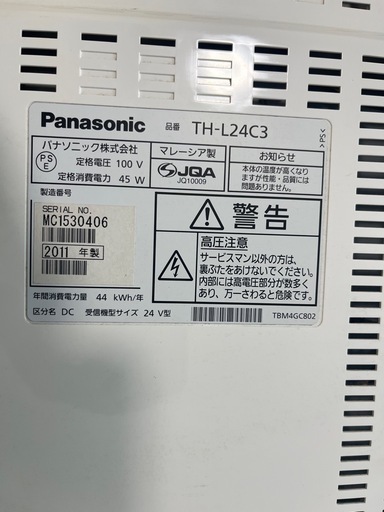 Panasonic 品番 TH-L24C3
パナソニック株式会社
PS
E
定格電圧 100 V
定格消費電力 45 W
マレーシア製
JQA
JQ10009
お知らせ
本体の温度が高くなり
ますが、性能・品質
には問題ありません。
>PS<
製造番号
SERIAL NO.
MC1530406
2011 年製
警告
高圧注意
サービスマン以外の方は、
裏ぶたをあけないでください。
内部には高電圧部分が数多く
あり、万一さわると危険です。
年間消費電力量 44 kWh/年
区分名 DC 受信機型サイズ 24 V型
TBM4GC802